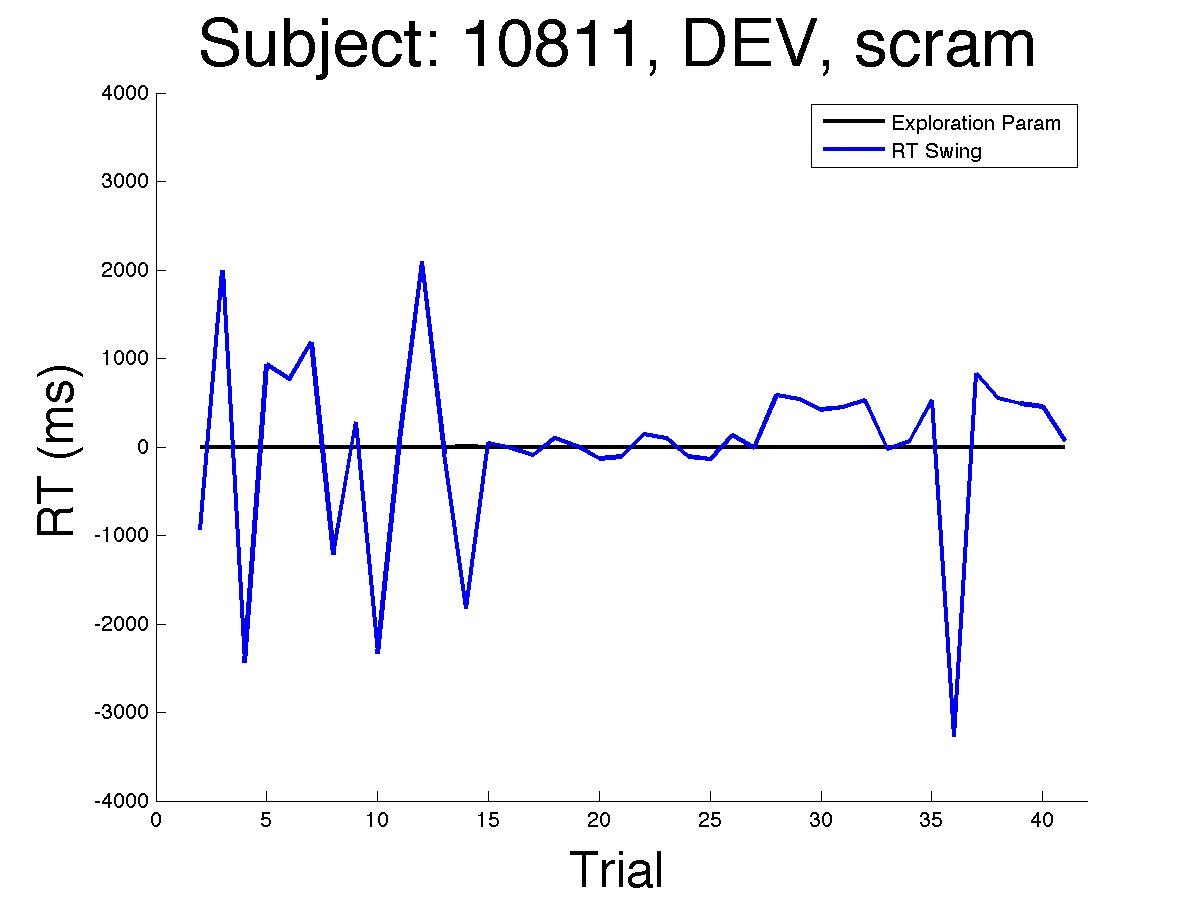 Subject: 10811, DEV, scram
4000
3000
2000
1000
0
-1000
-2000
-3000
-4000
RT (ms)
Exploration Param
RT Swing
0 5 10 15 20 25 30 35 40
Trial